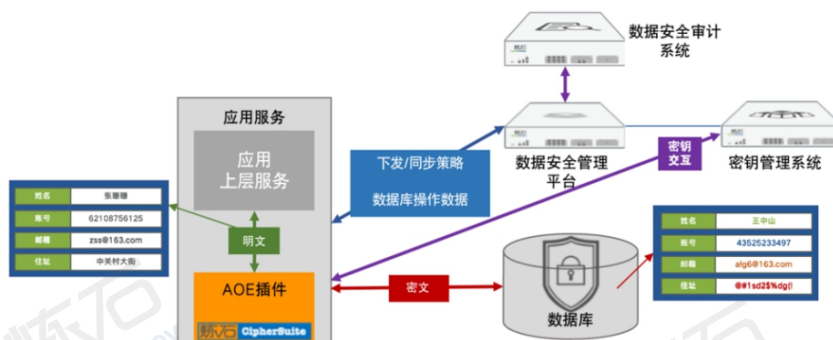 数据安全审计
系统
应用服务
应用
上层服务
下发/同步策略
数据库操作数据
数据安全管理
平台
密钥
交互
密钥管理系统
姓名 张珊珊
账号 62108756125
邮箱 zss@163.com
住址 中关村大街
明文
姓名 王中山
账号 43525233497
邮箱 alg6@163.com
住址 @#1sd2$%dg(!
AOE插件
炼石 CipherSuite
密文
数据库
炼石